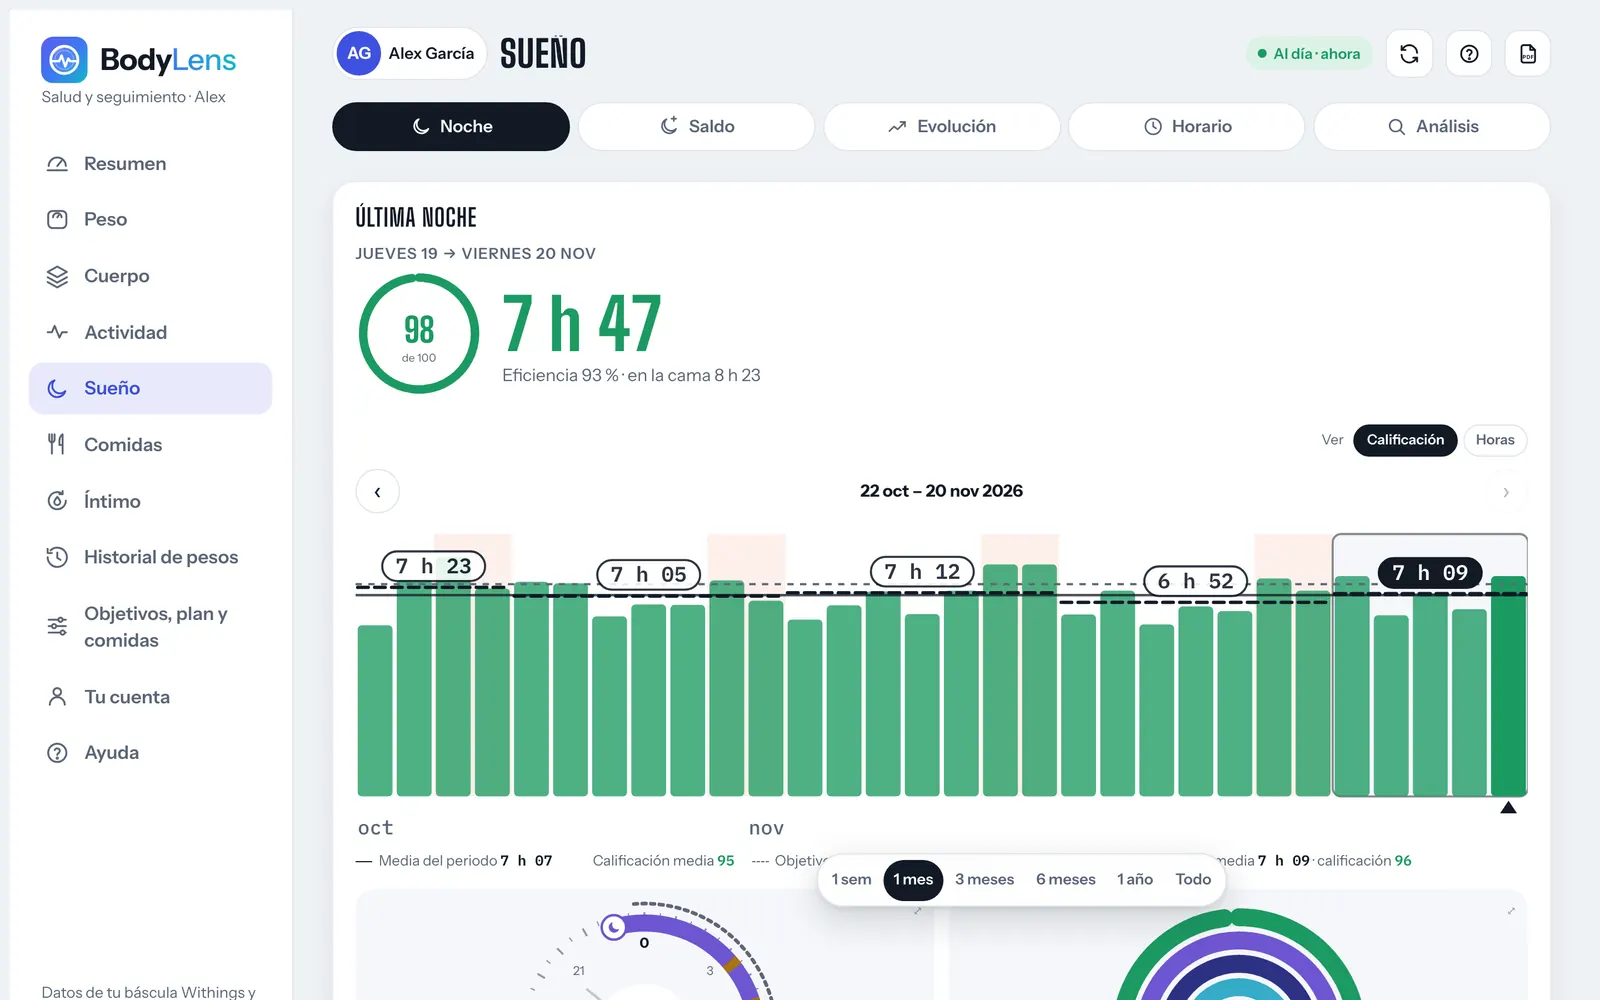 BodyLens
Salud y seguimiento · Alex
Resumen
Peso
Cuerpo
Actividad
Sueño
Comidas
Íntimo
Historial de pesos
Objetivos, plan y
comidas
Tu cuenta
Ayuda
Datos de tu báscula Withings y
AG Alex García SUEÑO
Al día · ahora
PDF
Noche Saldo Evolución Horario Análisis
ÚLTIMA NOCHE
JUEVES 19 → VIERNES 20 NOV
98
de 100
7 h 47
Eficiencia 93 % · en la cama 8 h 23
Ver Calificación Horas
‹ 22 oct – 20 nov 2026 ›
7 h 23 7 h 05 7 h 12 6 h 52 7 h 09
oct nov
Media del periodo 7 h 07 Calificación media 95 media 7 h 09 · calificación 96
1 sem 1 mes 3 meses 6 meses 1 año Todo
0
21 3